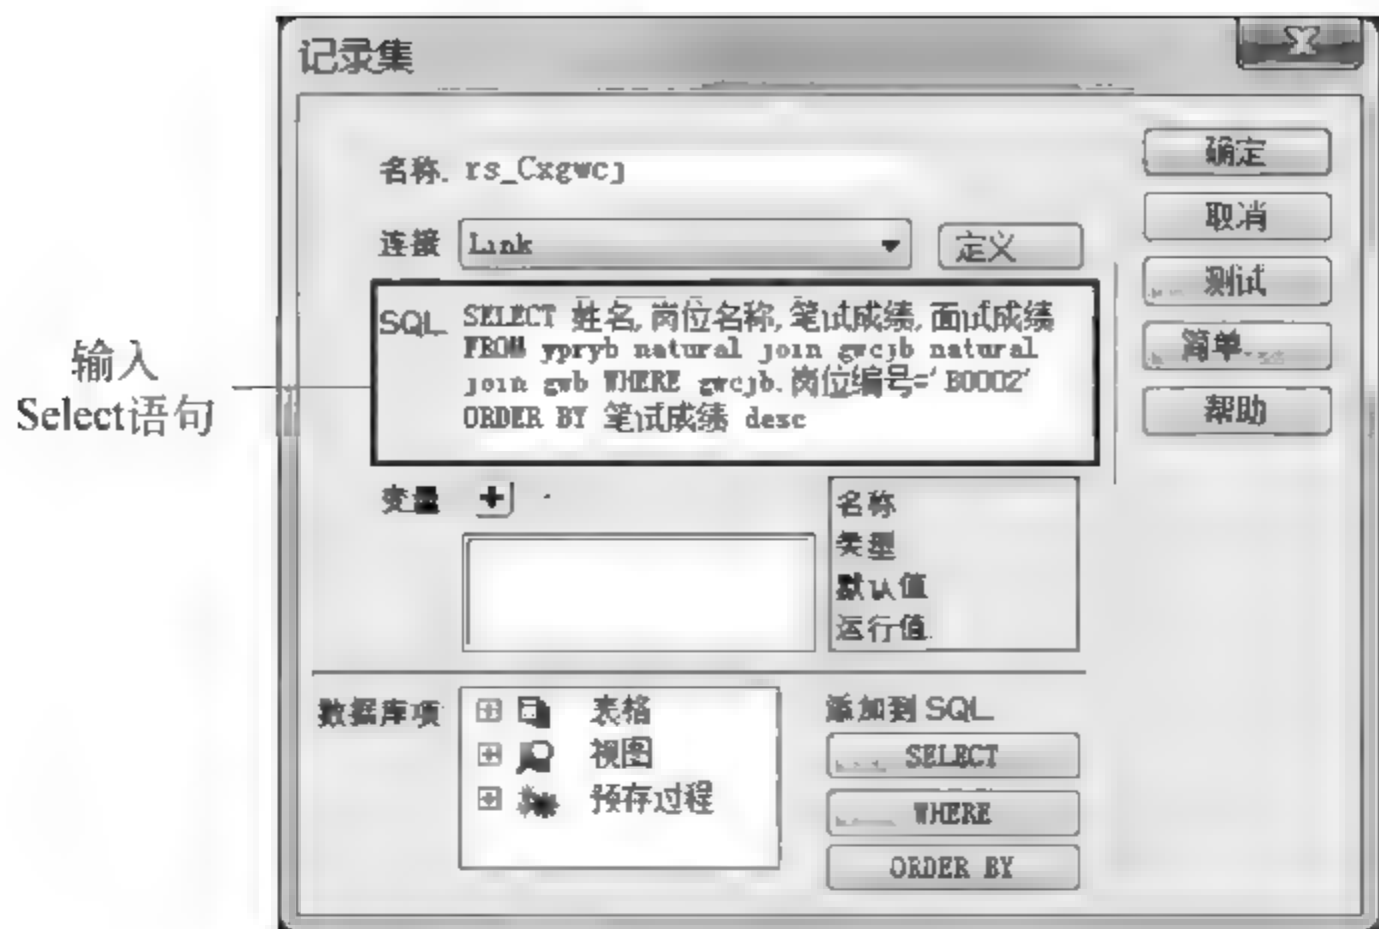 记录集
名称. rs_Cxgwcj
确定
连接 Link 定义
取消
SQL SELECT 姓名,岗位名称,笔试成绩,面试成绩
FROM ypryb natural join gwcjb natural
join gwb WHERE gwcjb.岗位编号='B0002'
ORDER BY 笔试成绩 desc
测试
简单...
帮助
输入
Select语句
变量
名称
类型
默认值
运行值
数据库项
表格
视图
预存过程
添加到 SQL
SELECT
WHERE
ORDER BY